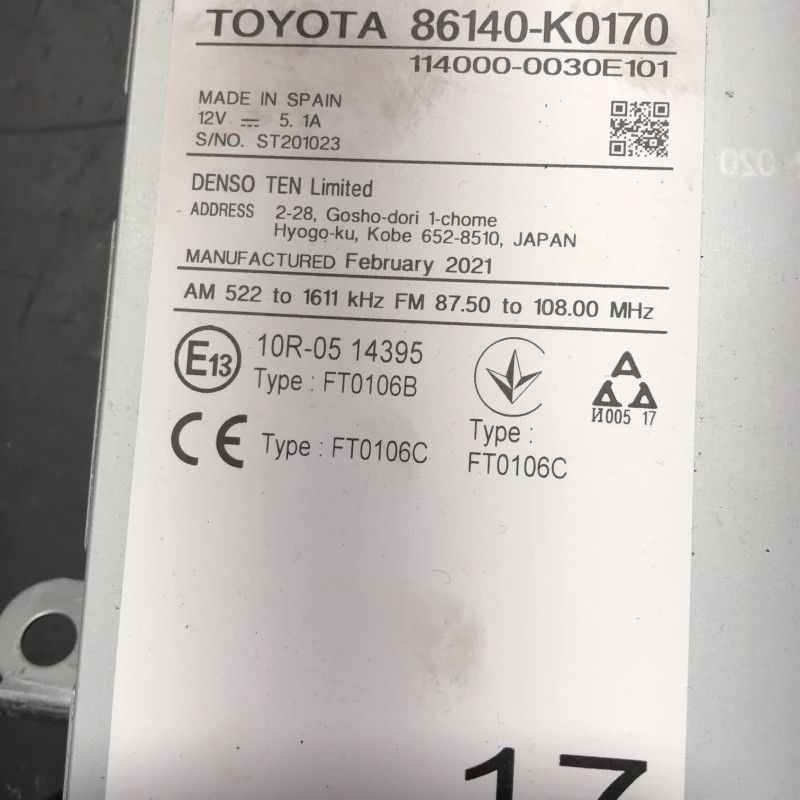 TOYOTA 86140-K0170
114000-0030E101
MADE IN SPAIN
12V ⎓ 5.1A
S/NO. ST201023
DENSO TEN Limited
ADDRESS 2-28, Gosho-dori 1-chome
Hyogo-ku, Kobe 652-8510, JAPAN
MANUFACTURED February 2021
AM 522 to 1611 kHz FM 87.50 to 108.00 MHz
E13 10R-05 14395
Type : FT0106B
CE Type : FT0106C
Type :
FT0106C
И005 17
17